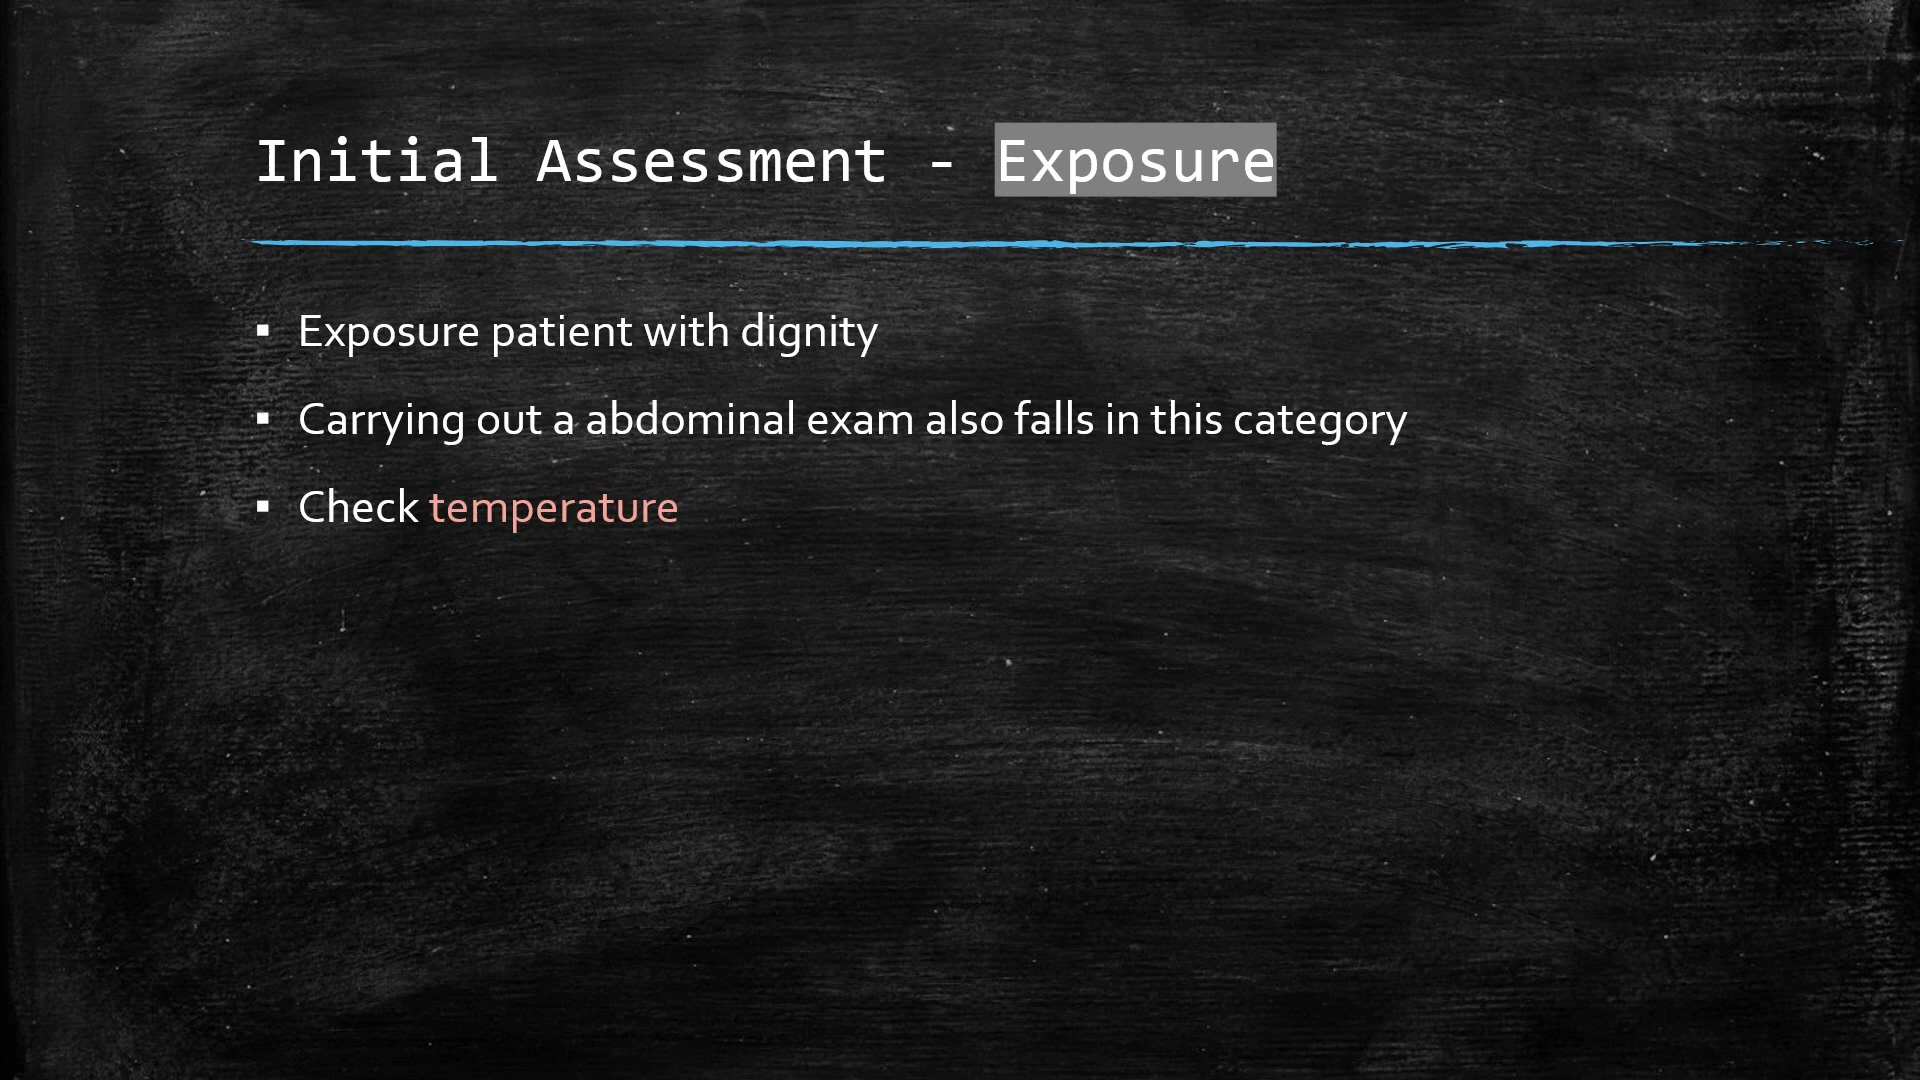 Initial Assessment - Exposure
▪ Exposure patient with dignity
▪ Carrying out a abdominal exam also falls in this category
▪ Check temperature